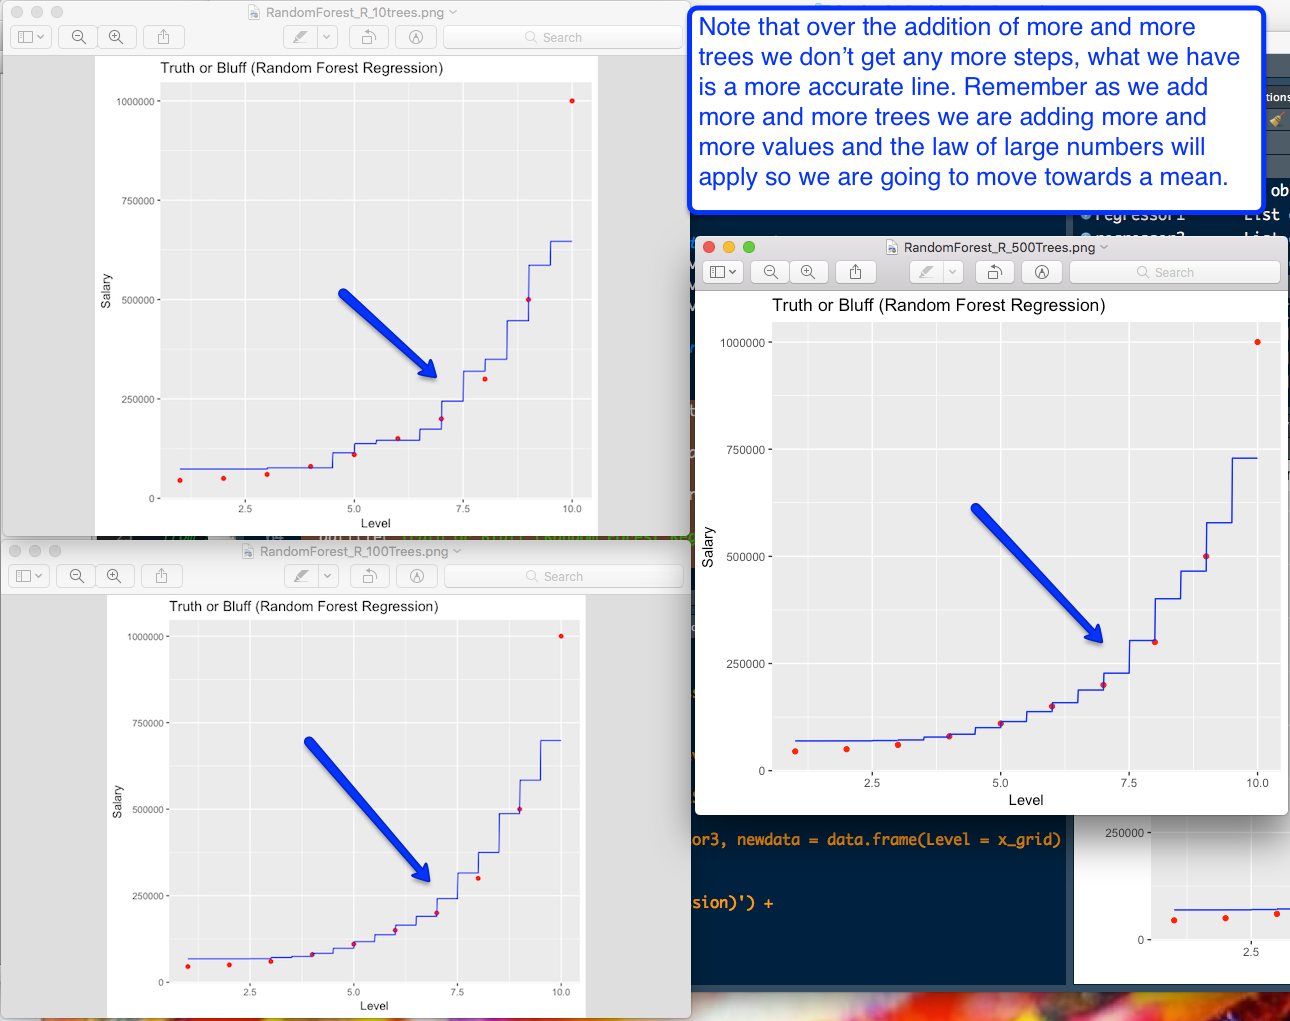 RandomForest_R_10trees.png
Search
Truth or Bluff (Random Forest Regression)
1000000
750000
500000
250000
0
Salary
2.5 5.0 7.5 10.0
Level
Note that over the addition of more and more
trees we don’t get any more steps, what we have
is a more accurate line. Remember as we add
more and more trees we are adding more and
more values and the law of large numbers will
apply so we are going to move towards a mean.
tions
ob
regressor1 List
RandomForest_R_500Trees.png
Search
Truth or Bluff (Random Forest Regression)
1000000
750000
500000
250000
0
Salary
2.5 5.0 7.5 10.0
Level
RandomForest_R_100Trees.png
Search
Truth or Bluff (Random Forest Regression)
1000000
750000
500000
250000
0
Salary
2.5 5.0 7.5 10.0
Level
or3, newdata = data.frame(Level = x_grid)
sion)') +
250000
0
2.5